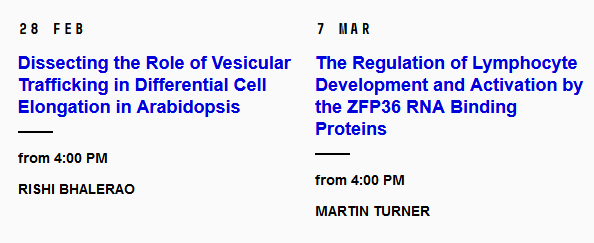 28 FEB
Dissecting the Role of Vesicular
Trafficking in Differential Cell
Elongation in Arabidopsis
from 4:00 PM
RISHI BHALERAO
7 MAR
The Regulation of Lymphocyte
Development and Activation by
the ZFP36 RNA Binding
Proteins
from 4:00 PM
MARTIN TURNER